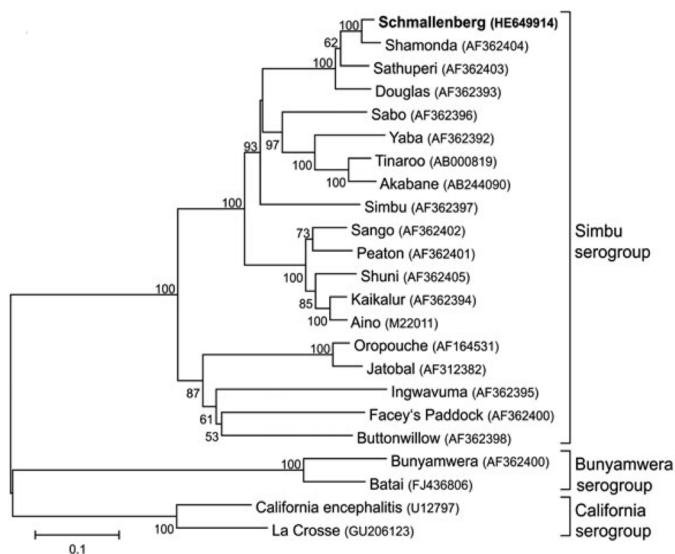 100
Schmallenberg (HE649914)
62
Shamonda (AF362404)
100
Sathuperi (AF362403)
Douglas (AF362393)
Sabo (AF362396)
93
97
Yaba (AF362392)
100
Tinaroo (AB000819)
100
Akabane (AB244090)
100
Simbu (AF362397)
73
Sango (AF362402)
Peaton (AF362401)
100
Shuni (AF362405)
85
Kaikalur (AF362394)
100
Aino (M22011)
Simbu
serogroup
100
100
Oropouche (AF164531)
Jatobal (AF312382)
87
Ingwavuma (AF362395)
61
Facey's Paddock (AF362400)
53
Buttonwillow (AF362398)
100
Bunyamwera (AF362400)
Batai (FJ436806)
Bunyamwera
serogroup
California encephalitis (U12797)
100
La Crosse (GU206123)
California
serogroup
0.1